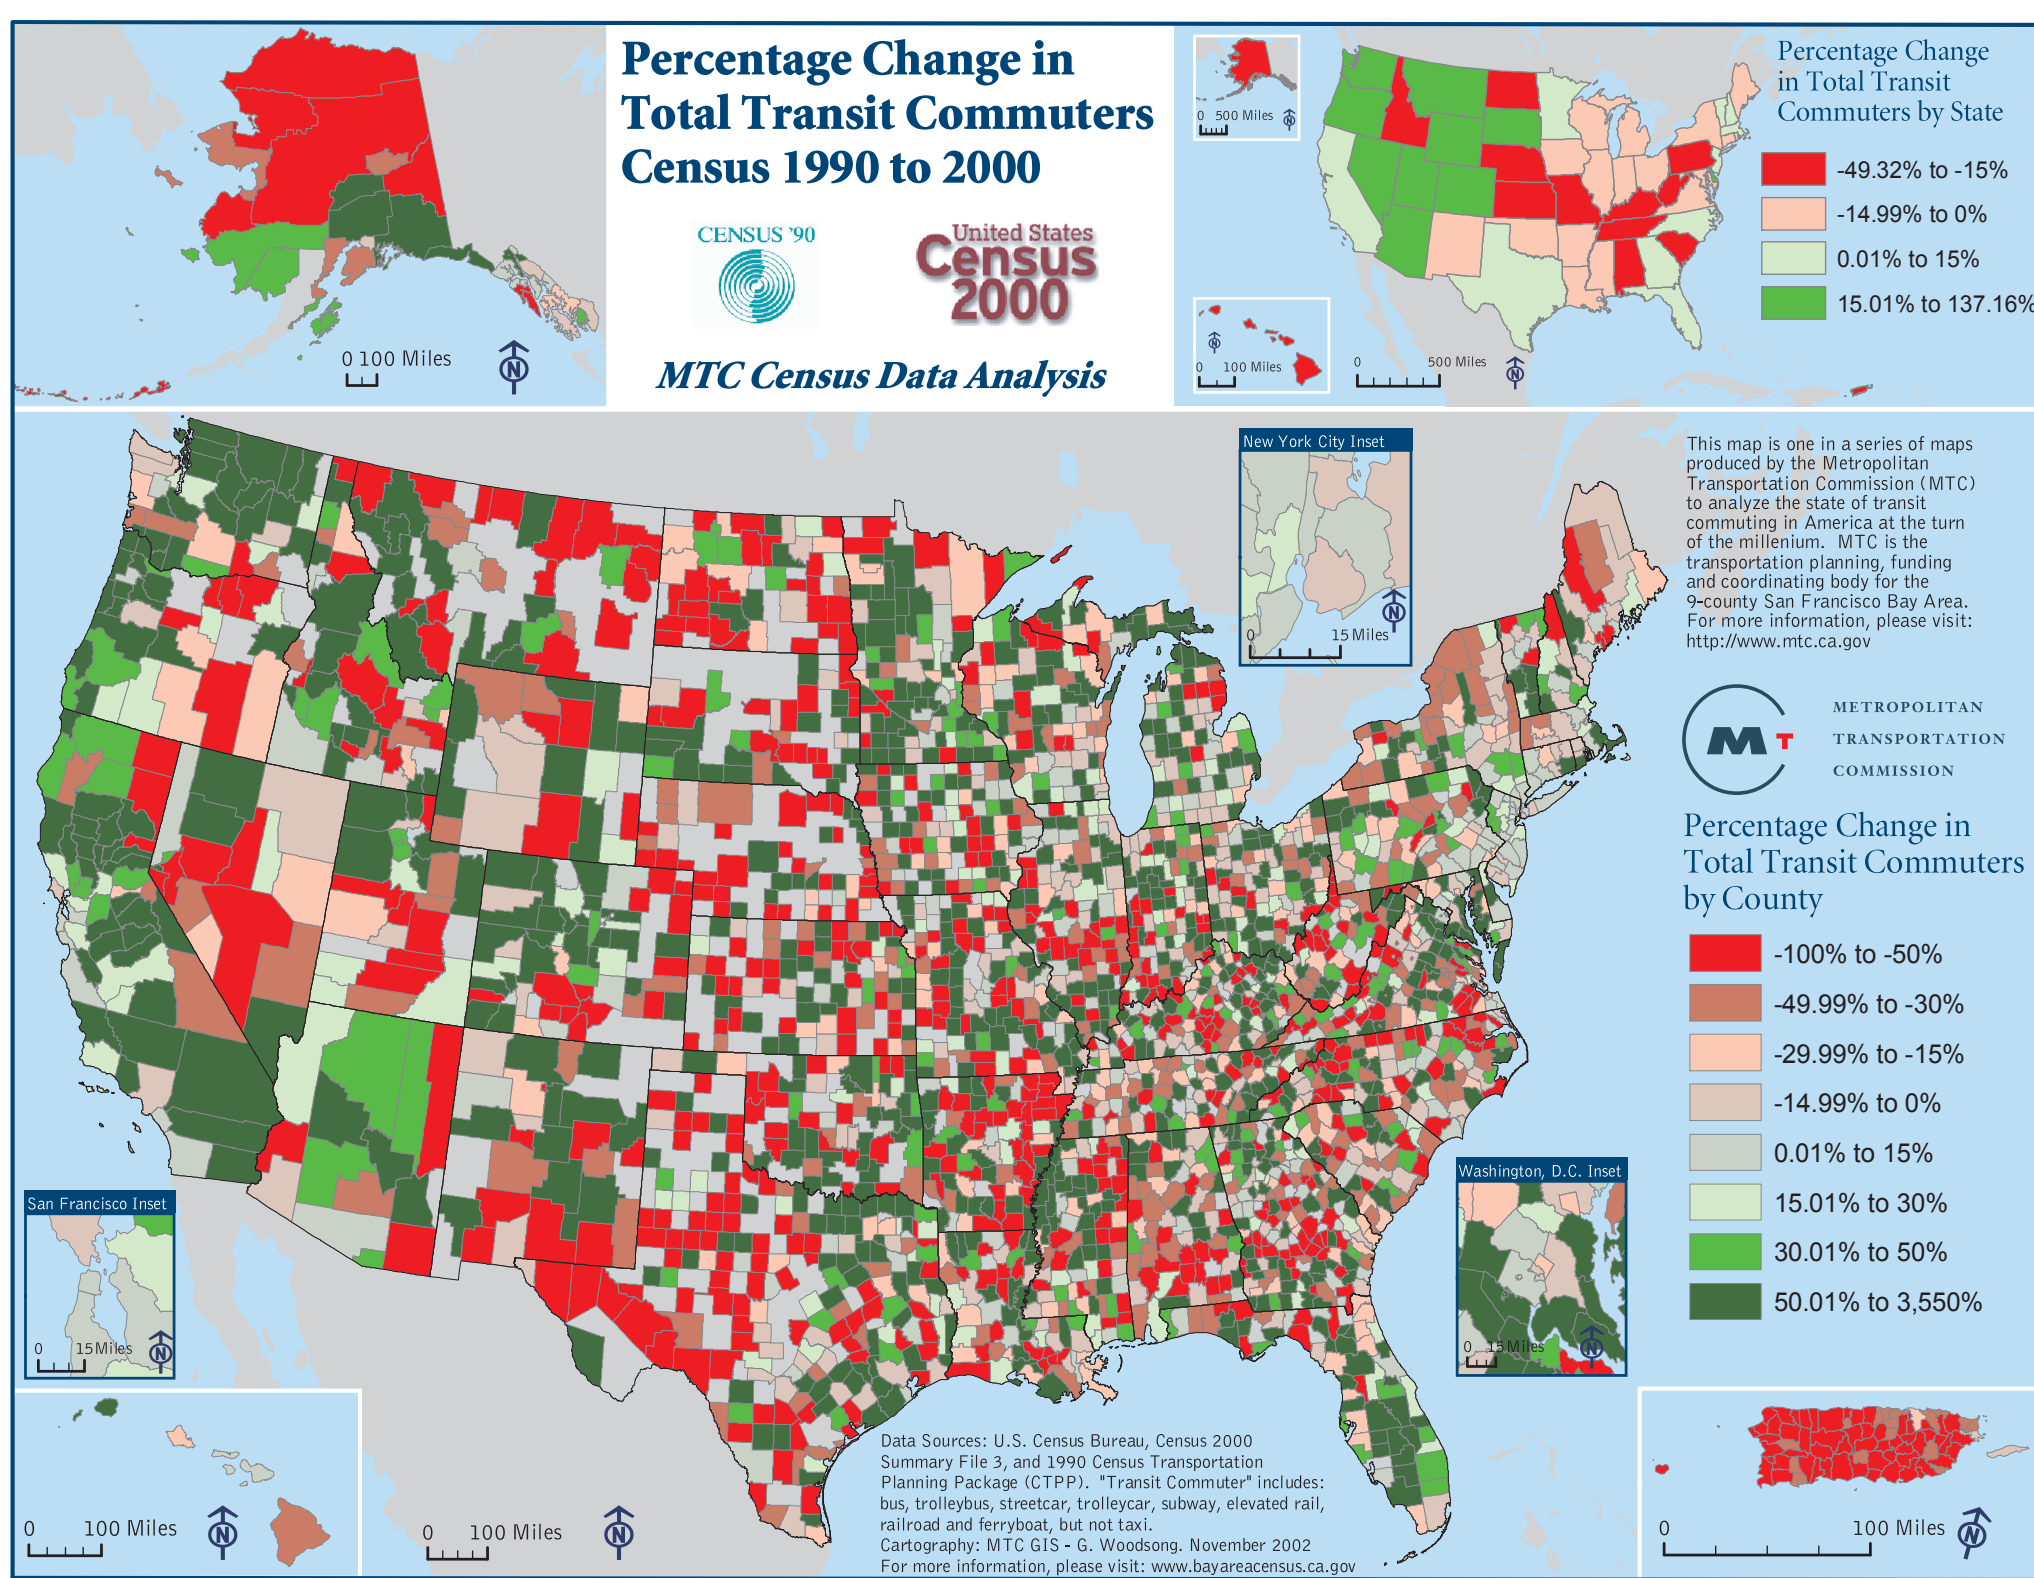 Percentage Change in
Total Transit Commuters
Census 1990 to 2000
CENSUS '90
United States
Census
2000
MTC Census Data Analysis
0 100 Miles
N
Percentage Change
in Total Transit
Commuters by State
-49.32% to -15%
-14.99% to 0%
0.01% to 15%
15.01% to 137.16%
0 500 Miles
N
0 100 Miles
N
0 500 Miles
N
New York City Inset
0 15 Miles
N
This map is one in a series of maps
produced by the Metropolitan
Transportation Commission (MTC)
to analyze the state of transit
commuting in America at the turn
of the millenium. MTC is the
transportation planning, funding
and coordinating body for the
9-county San Francisco Bay Area.
For more information, please visit:
http://www.mtc.ca.gov
MT
METROPOLITAN
TRANSPORTATION
COMMISSION
Percentage Change in
Total Transit Commuters
by County
-100% to -50%
-49.99% to -30%
-29.99% to -15%
-14.99% to 0%
0.01% to 15%
15.01% to 30%
30.01% to 50%
50.01% to 3,550%
Washington, D.C. Inset
0 15 Miles
N
San Francisco Inset
0 15 Miles
N
0 100 Miles
N
0 100 Miles
N
Data Sources: U.S. Census Bureau, Census 2000
Summary File 3, and 1990 Census Transportation
Planning Package (CTPP). "Transit Commuter" includes:
bus, trolleybus, streetcar, trolleycar, subway, elevated rail,
railroad and ferryboat, but not taxi.
Cartography: MTC GIS - G. Woodsong. November 2002
For more information, please visit: www.bayareacensus.ca.gov
0 100 Miles
N